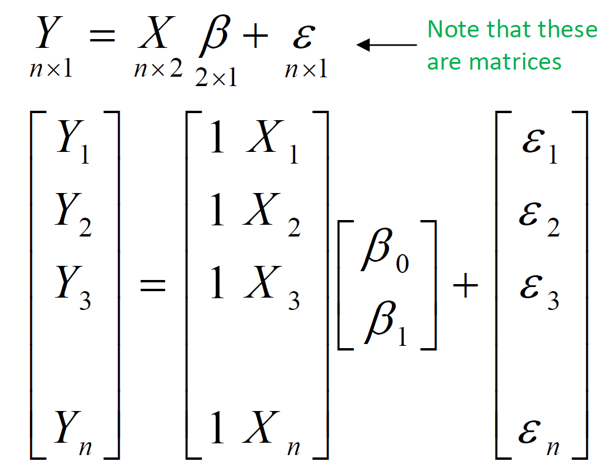 Y = X β + ε
n×1 n×2 2×1 n×1
Note that these
are matrices
Y₁ 1 X₁ ε₁
Y₂ 1 X₂ ε₂
β₀
Y₃ = 1 X₃ + ε₃
β₁
Yₙ 1 Xₙ εₙ